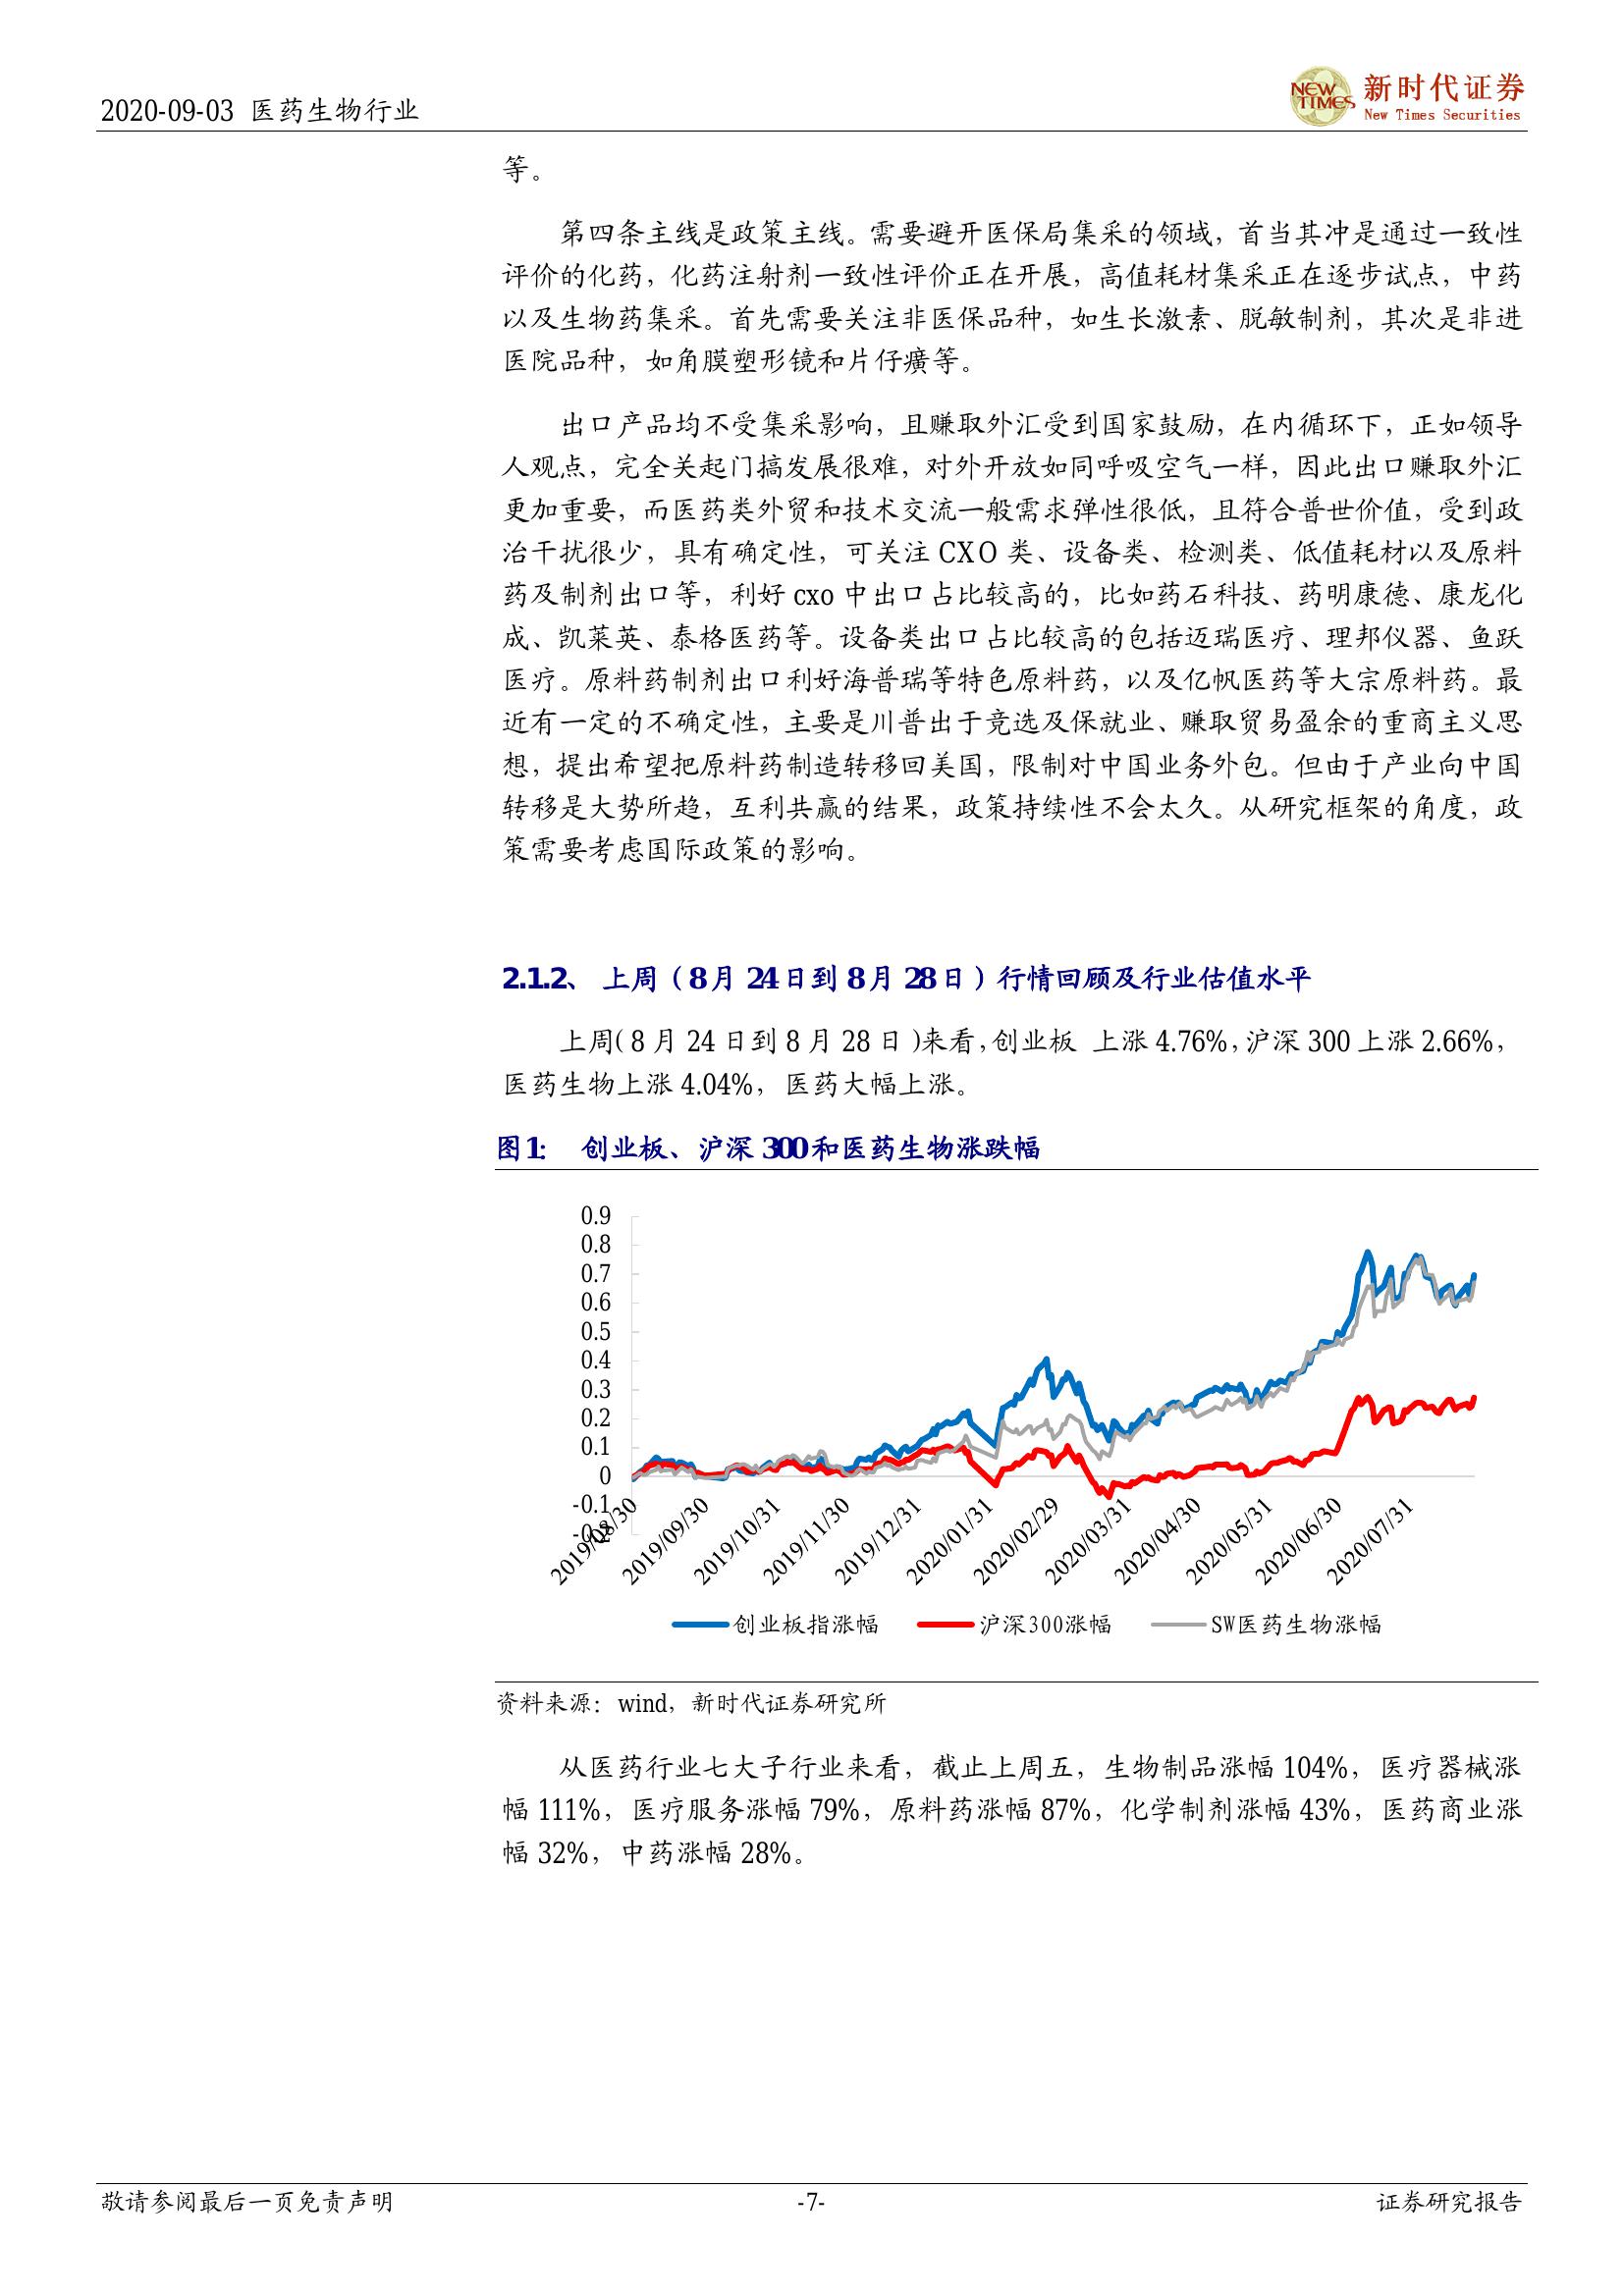 2020-09-03 医药生物行业
NEW TIMES
新时代证券
New Times Securities
等。
第四条主线是政策主线。需要避开医保局集采的领域，首当其冲是通过一致性
评价的化药，化药注射剂一致性评价正在开展，高值耗材集采正在逐步试点，中药
以及生物药集采。首先需要关注非医保品种，如生长激素、脱敏制剂，其次是非进
医院品种，如角膜塑形镜和片仔癀等。
出口产品均不受集采影响，且赚取外汇受到国家鼓励，在内循环下，正如领导
人观点，完全关起门搞发展很难，对外开放如同呼吸空气一样，因此出口赚取外汇
更加重要，而医药类外贸和技术交流一般需求弹性很低，且符合普世价值，受到政
治干扰很少，具有确定性，可关注 CXO 类、设备类、检测类、低值耗材以及原料
药及制剂出口等，利好 cxo 中出口占比较高的，比如药石科技、药明康德、康龙化
成、凯莱英、泰格医药等。设备类出口占比较高的包括迈瑞医疗、理邦仪器、鱼跃
医疗。原料药制剂出口利好海普瑞等特色原料药，以及亿帆医药等大宗原料药。最
近有一定的不确定性，主要是川普出于竞选及保就业、赚取贸易盈余的重商主义思
想，提出希望把原料药制造转移回美国，限制对中国业务外包。但由于产业向中国
转移是大势所趋，互利共赢的结果，政策持续性不会太久。从研究框架的角度，政
策需要考虑国际政策的影响。
2.1.2、 上周（8月 24日到 8月 28日）行情回顾及行业估值水平
上周(8 月 24 日到 8 月 28 日)来看，创业板 上涨 4.76%，沪深 300 上涨 2.66%，
医药生物上涨 4.04%，医药大幅上涨。
图1： 创业板、沪深300和医药生物涨跌幅
0.9
0.8
0.7
0.6
0.5
0.4
0.3
0.2
0.1
0
-0.1
-0.2
2019/08/30
2019/09/30
2019/10/31
2019/11/30
2019/12/31
2020/01/31
2020/02/29
2020/03/31
2020/04/30
2020/05/31
2020/06/30
2020/07/31
创业板指涨幅 沪深300涨幅 SW医药生物涨幅
资料来源：wind，新时代证券研究所
从医药行业七大子行业来看，截止上周五，生物制品涨幅 104%，医疗器械涨
幅 111%，医疗服务涨幅 79%，原料药涨幅 87%，化学制剂涨幅 43%，医药商业涨
幅 32%，中药涨幅 28%。
敬请参阅最后一页免责声明 -7- 证券研究报告